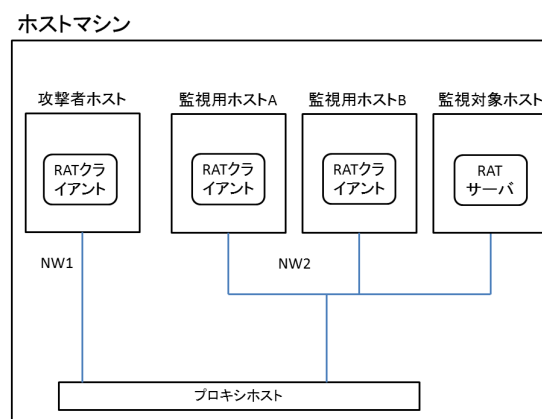 ホストマシン
攻撃者ホスト
監視用ホストA
監視用ホストB
監視対象ホスト
RATクラ
イアント
RATクラ
イアント
RATクラ
イアント
RAT
サーバ
NW1
NW2
プロキシホスト